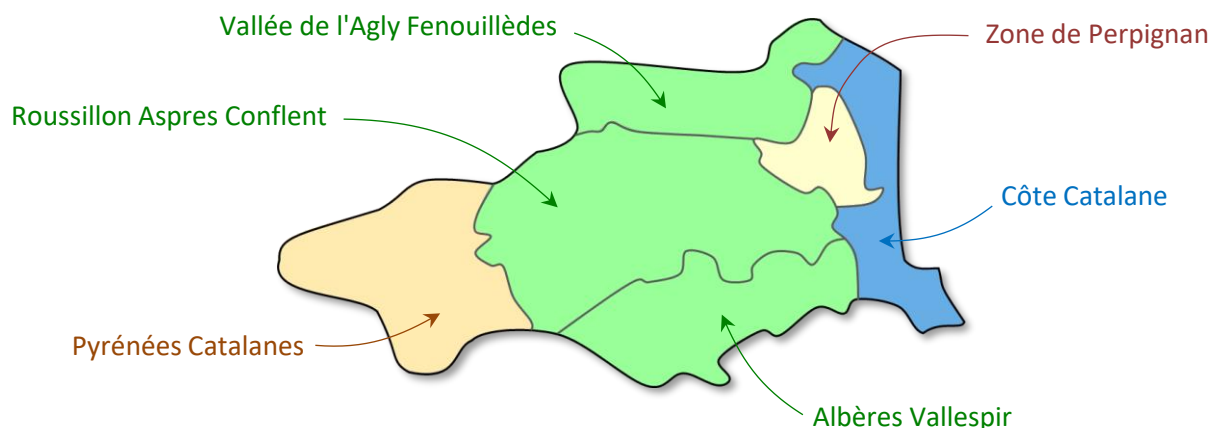 Vallée de l'Agly Fenouillèdes
Zone de Perpignan
Roussillon Aspres Conflent
Côte Catalane
Pyrénées Catalanes
Albères Vallespir